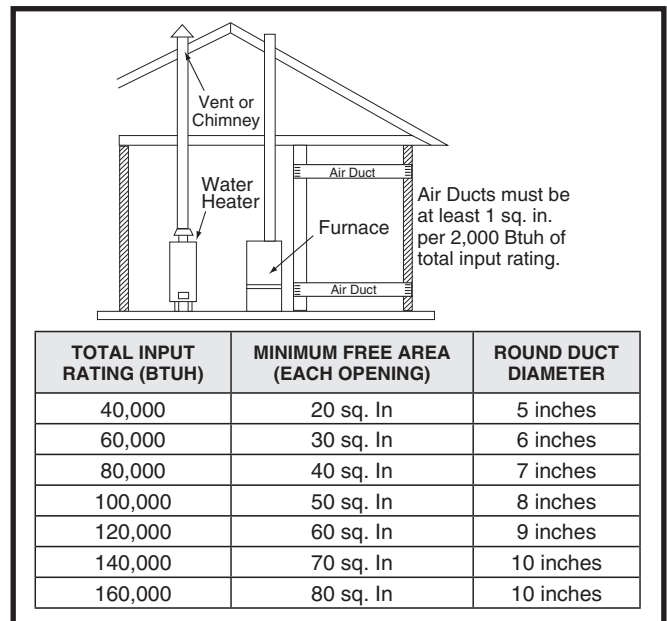 Vent or
Chimney
Air Duct
Water
Heater
Furnace
Air Ducts must be
at least 1 sq. in.
per 2,000 Btuh of
total input rating.
Air Duct
TOTAL INPUT
RATING (BTUH)
MINIMUM FREE AREA
(EACH OPENING)
ROUND DUCT
DIAMETER
40,000 20 sq. In 5 inches
60,000 30 sq. In 6 inches
80,000 40 sq. In 7 inches
100,000 50 sq. In 8 inches
120,000 60 sq. In 9 inches
140,000 70 sq. In 10 inches
160,000 80 sq. In 10 inches